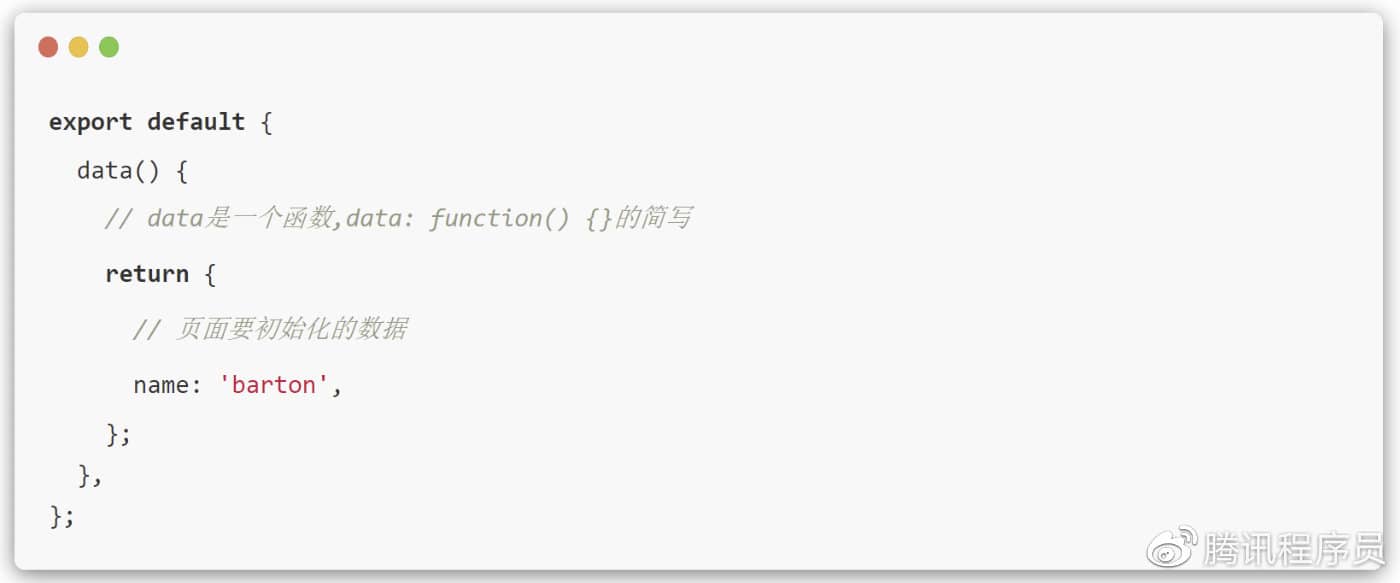 export default {
data() {
// data是一个函数,data: function() {}的简写
return {
// 页面要初始化的数据
name: 'barton',
};
},
};
腾讯程序员